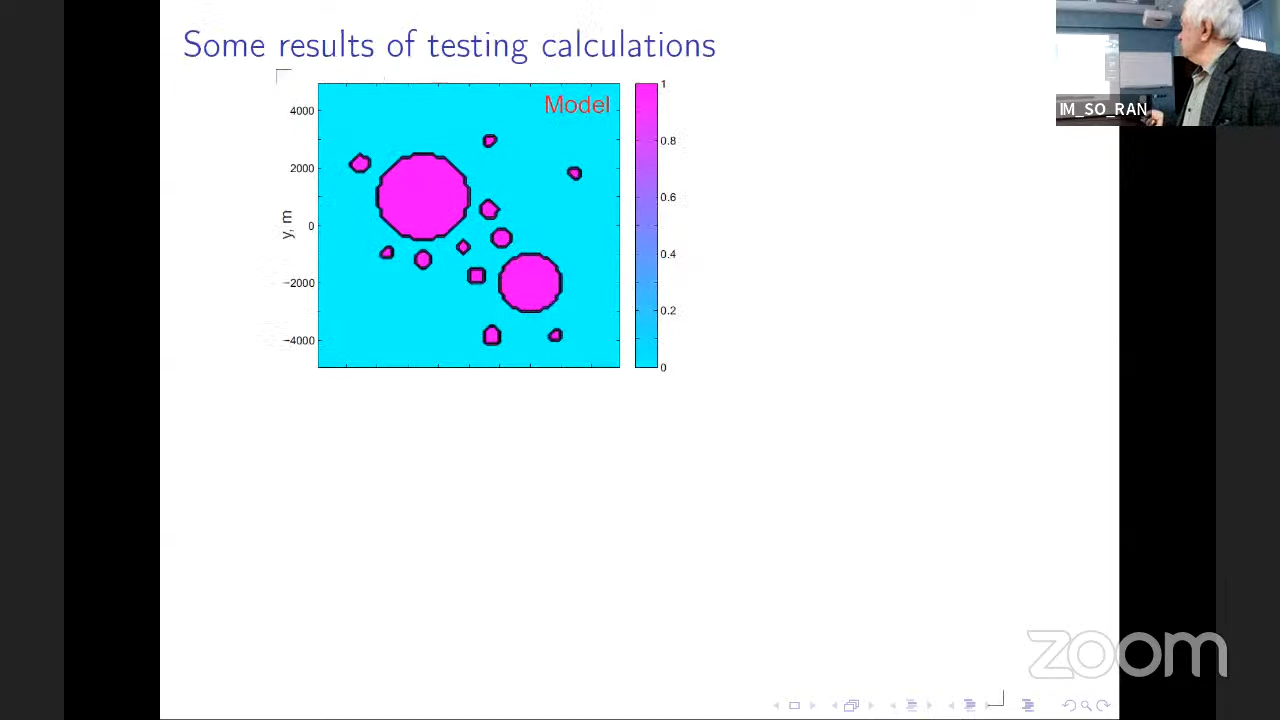 Some results of testing calculations
IM_SO_RAN
Model
4000
2000
0
−2000
−4000
y, m
1
0.8
0.6
0.4
0.2
0
zoom